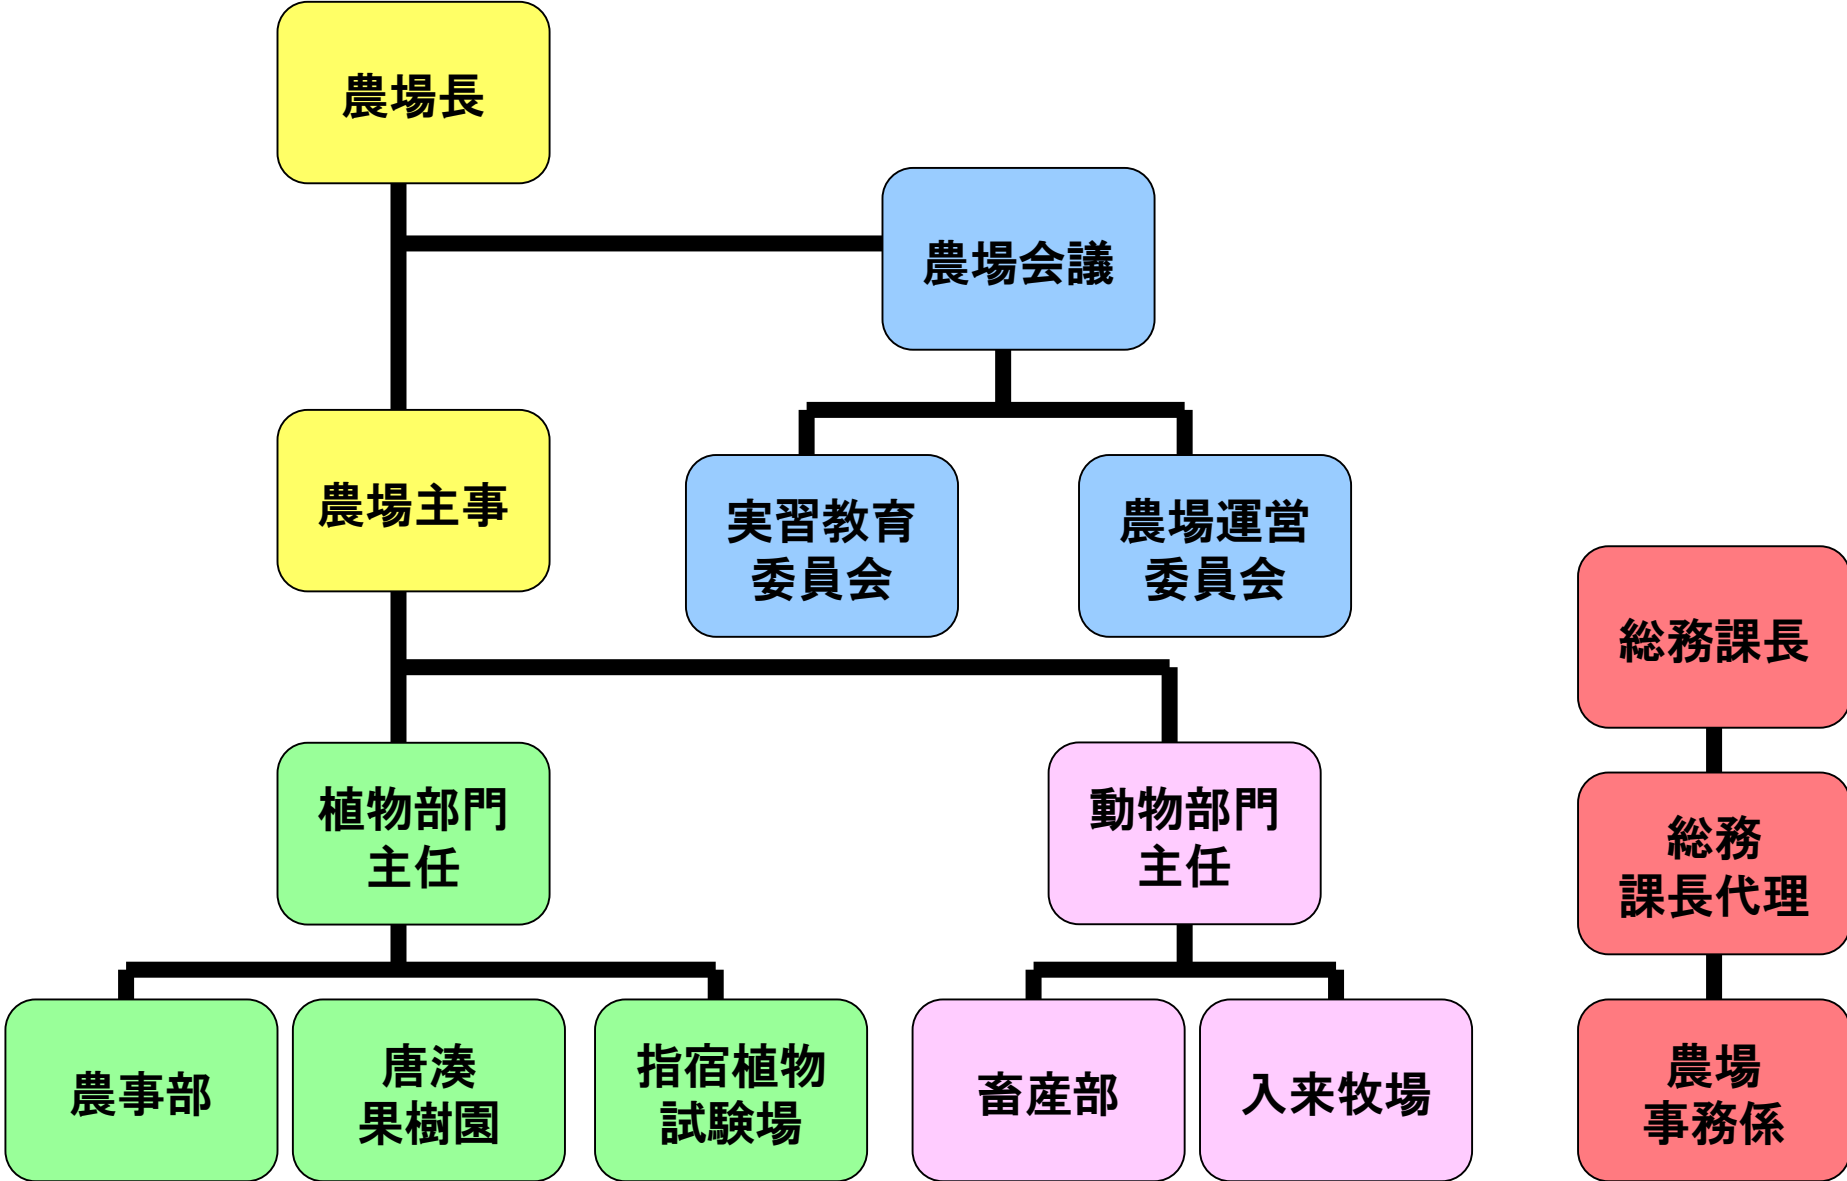 農場長
農場会議
農場主事
実習教育
委員会
農場運営
委員会
総務課長
植物部門
主任
動物部門
主任
総務
課長代理
農事部
唐湊
果樹園
指宿植物
試験場
畜産部
入来牧場
農場
事務係